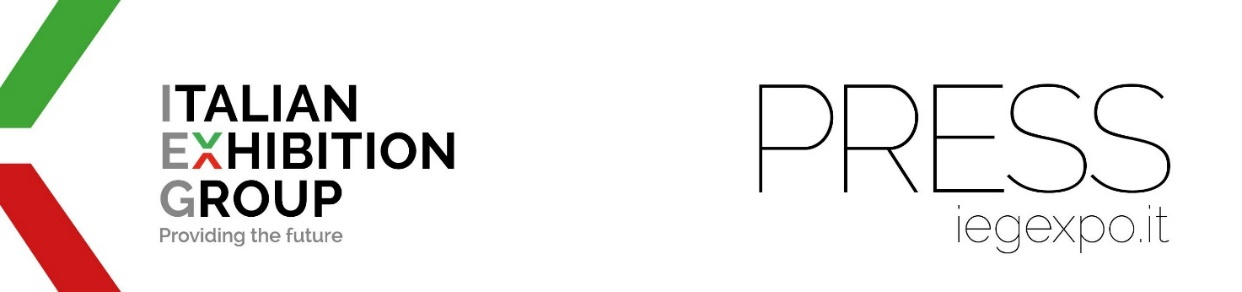 ITALIAN
EXHIBITION
GROUP
Providing the future
PRESS
iegexpo.it